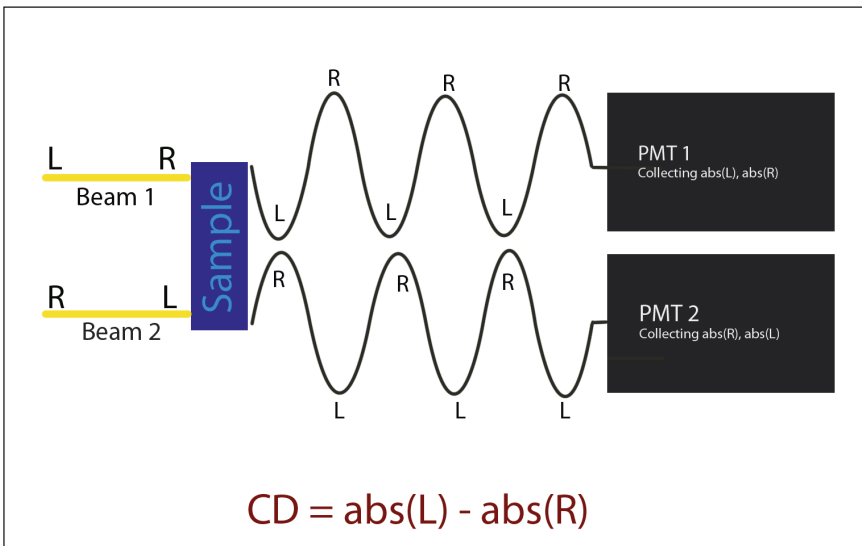 R R R
L R
Beam 1
Sample
L L L
PMT 1
Collecting abs(L), abs(R)
R R R
R L
Beam 2
L L L
PMT 2
Collecting abs(R), abs(L)
CD = abs(L) - abs(R)